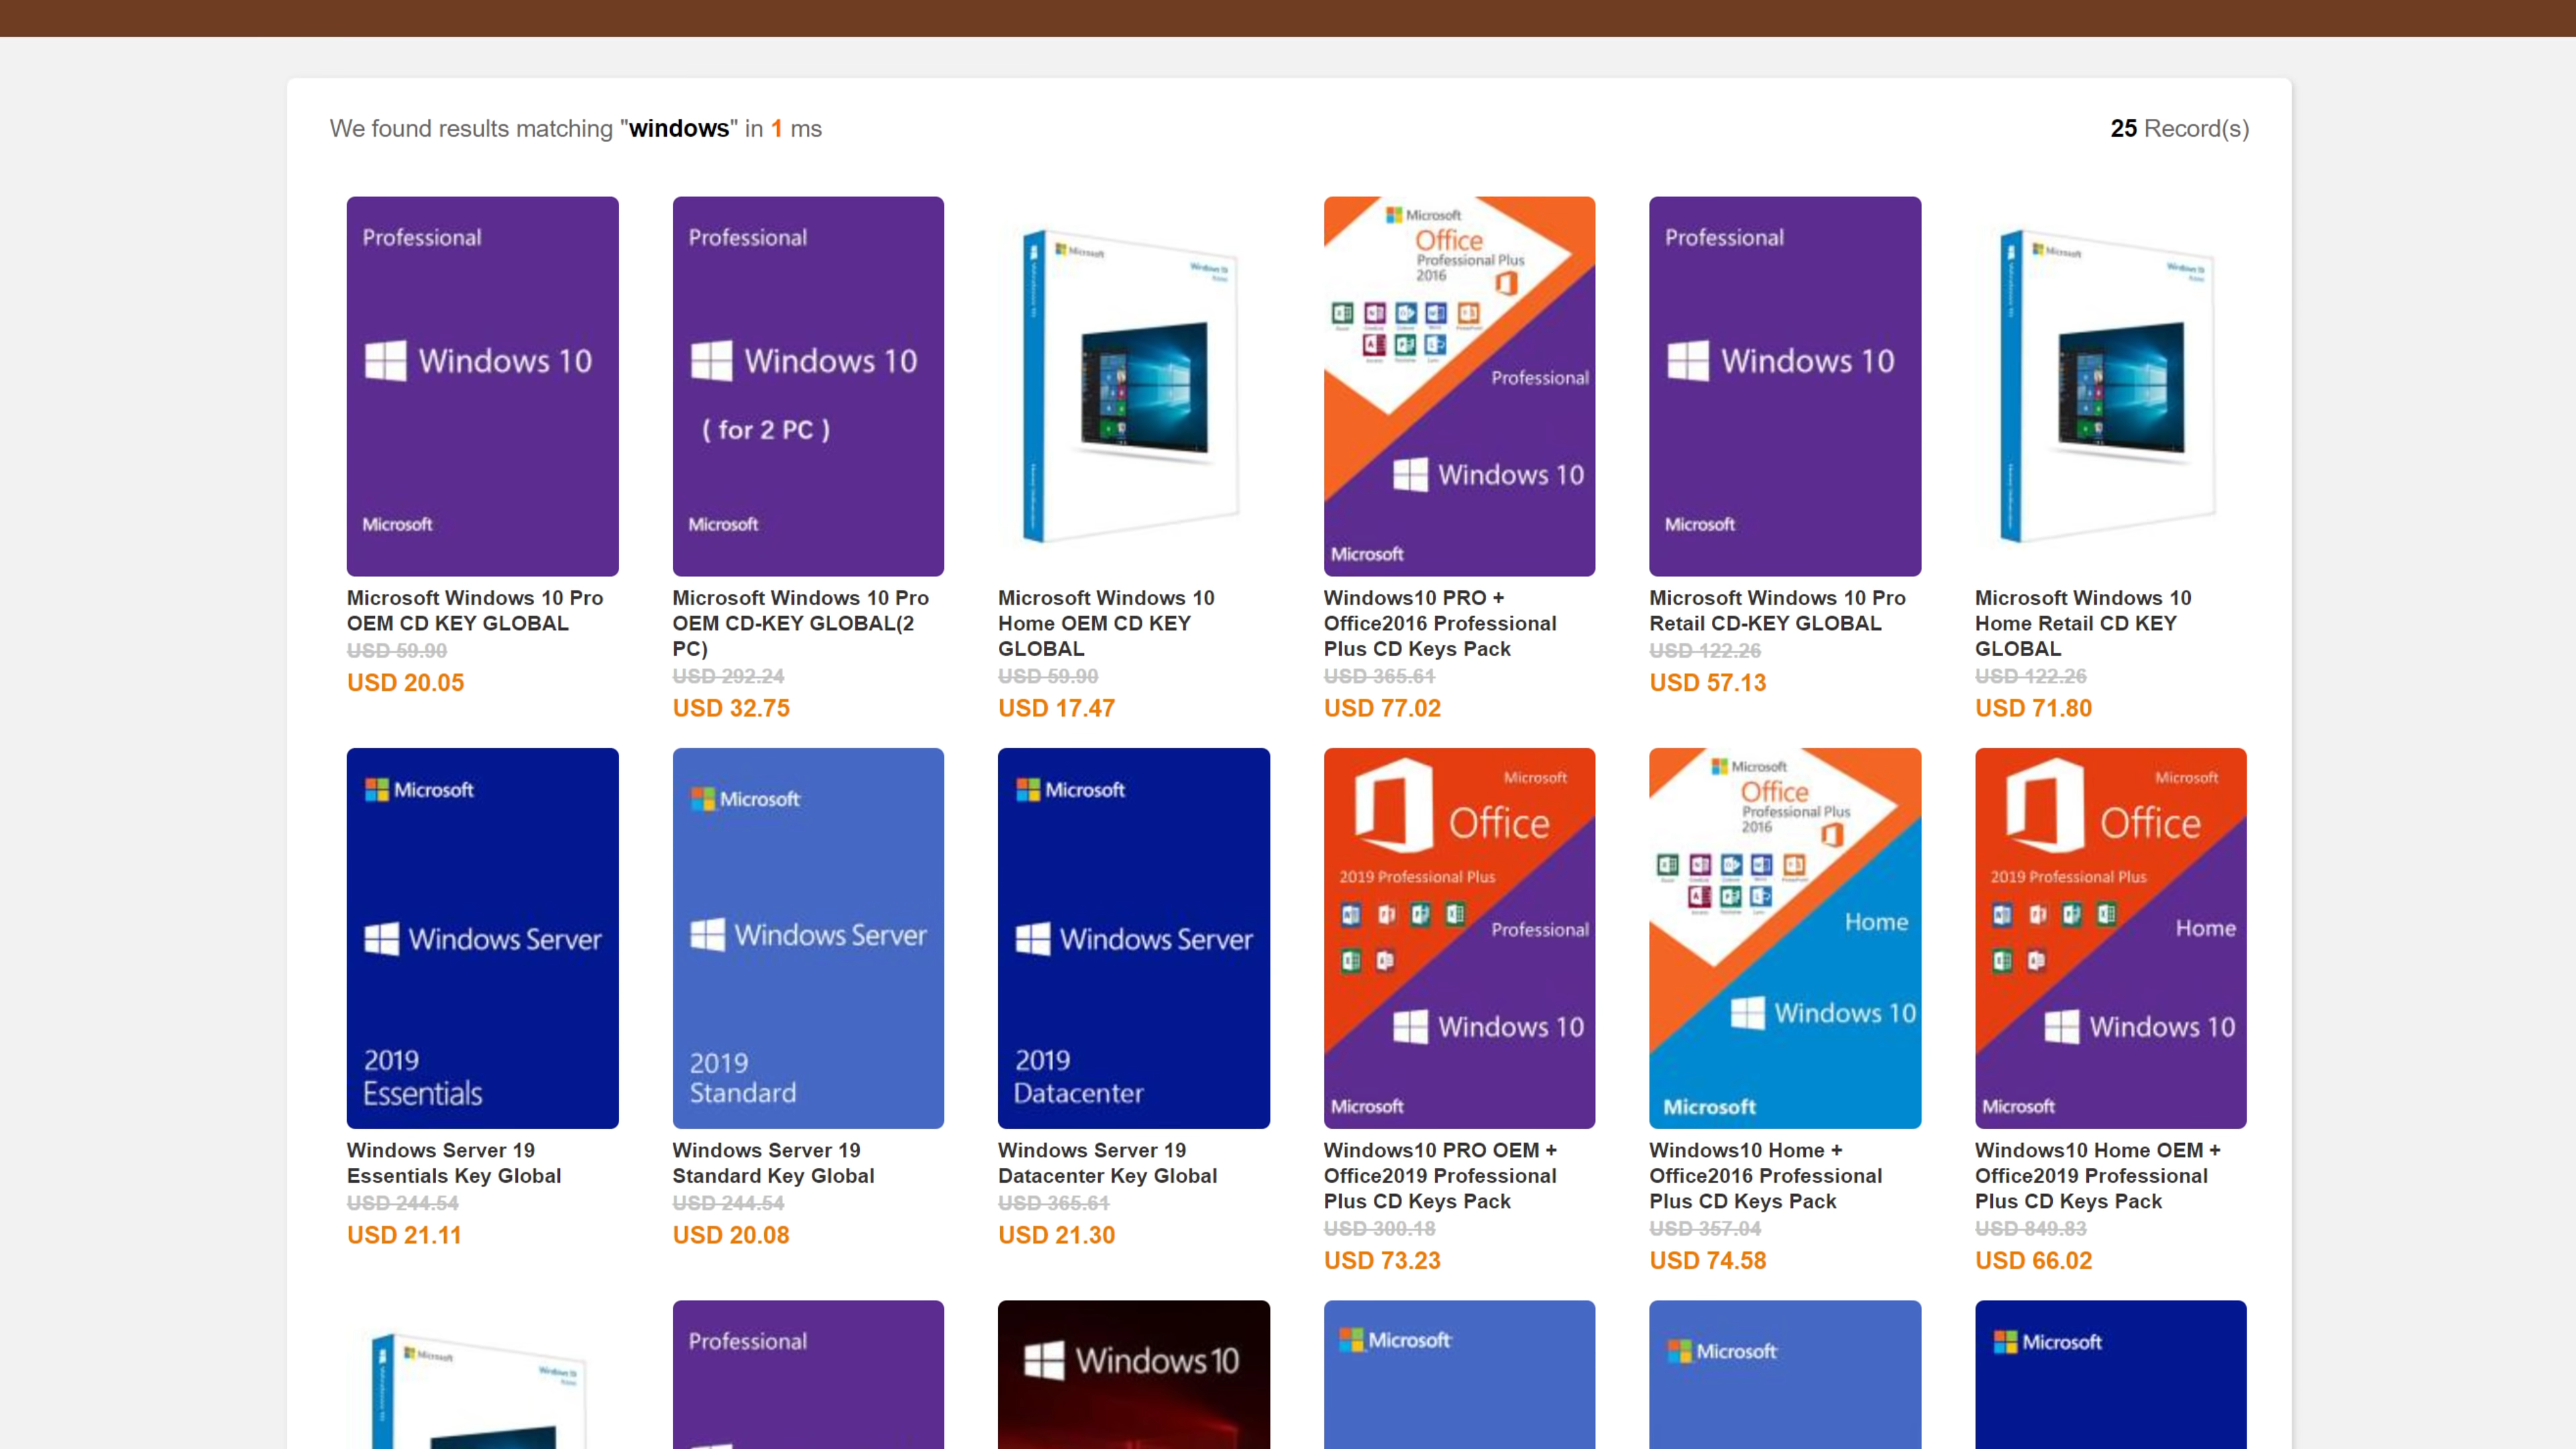 We found results matching "windows" in 1 ms
25 Record(s)
Professional
Windows 10
Microsoft
Microsoft Windows 10 Pro
OEM CD KEY GLOBAL
USD 59.90
USD 20.05
Professional
Windows 10
( for 2 PC )
Microsoft
Microsoft Windows 10 Pro
OEM CD-KEY GLOBAL(2
PC)
USD 292.24
USD 32.75
Microsoft
Windows 10
Microsoft Windows 10
Home OEM CD KEY
GLOBAL
USD 59.90
USD 17.47
Microsoft
Office
Professional Plus
2016
Professional
Windows 10
Microsoft
Windows10 PRO +
Office2016 Professional
Plus CD Keys Pack
USD 365.61
USD 77.02
Professional
Windows 10
Microsoft
Microsoft Windows 10 Pro
Retail CD-KEY GLOBAL
USD 122.26
USD 57.13
Microsoft
Windows 10
Microsoft Windows 10
Home Retail CD KEY
GLOBAL
USD 122.26
USD 71.80
Microsoft
Windows Server
2019
Essentials
Windows Server 19
Essentials Key Global
USD 244.54
USD 21.11
Microsoft
Windows Server
2019
Standard
Windows Server 19
Standard Key Global
USD 244.54
USD 20.08
Microsoft
Windows Server
2019
Datacenter
Windows Server 19
Datacenter Key Global
USD 365.61
USD 21.30
Microsoft
Office
2019 Professional Plus
Professional
Windows 10
Microsoft
Windows10 PRO OEM +
Office2019 Professional
Plus CD Keys Pack
USD 300.18
USD 73.23
Microsoft
Office
Professional Plus
2016
Home
Windows 10
Microsoft
Windows10 Home +
Office2016 Professional
Plus CD Keys Pack
USD 357.04
USD 74.58
Microsoft
Office
2019 Professional Plus
Home
Windows 10
Microsoft
Windows10 Home OEM +
Office2019 Professional
Plus CD Keys Pack
USD 849.83
USD 66.02
Microsoft
Windows 10
Professional
Windows 10
Microsoft
Microsoft
Microsoft